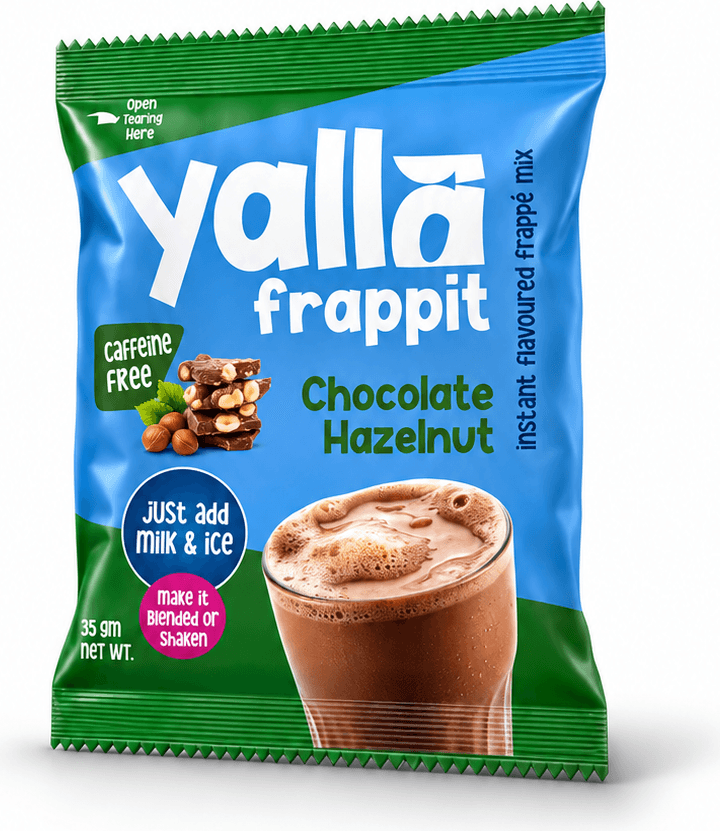 Open
Tearing
Here
yalla
frappit
instant flavoured frappé mix
Caffeine
FREE
Chocolate
Hazelnut
Just add
Milk & ice
Make it
Blended or
Shaken
35 gm
NET WT.